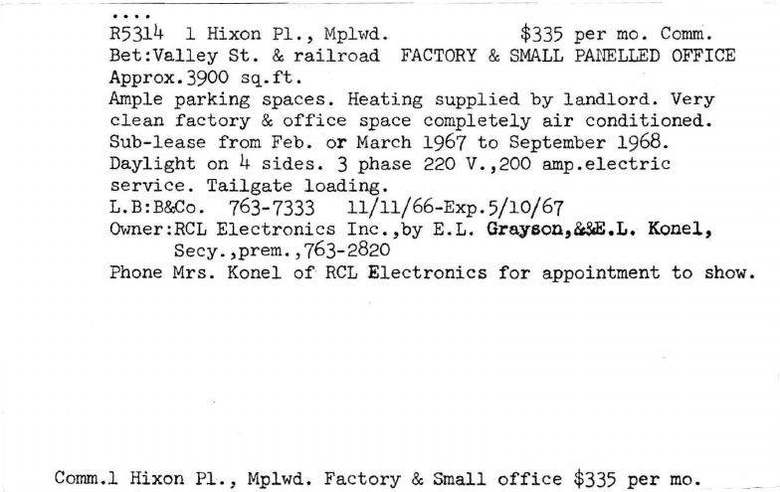 ....
R5314 1 Hixon Pl., Mplwd. $335 per mo. Comm.
Bet:Valley St. & railroad FACTORY & SMALL PANELLED OFFICE
Approx.3900 sq.ft.
Ample parking spaces. Heating supplied by landlord. Very
clean factory & office space completely air conditioned.
Sub-lease from Feb. or March 1967 to September 1968.
Daylight on 4 sides. 3 phase 220 V.,200 amp.electric
service. Tailgate loading.
L.B:B&Co. 763-7333 11/11/66-Exp.5/10/67
Owner:RCL Electronics Inc.,by E.L. Grayson,&&E.L. Konel,
Secy.,prem.,763-2820
Phone Mrs. Konel of RCL Electronics for appointment to show.
Comm.1 Hixon Pl., Mplwd. Factory & Small office $335 per mo.